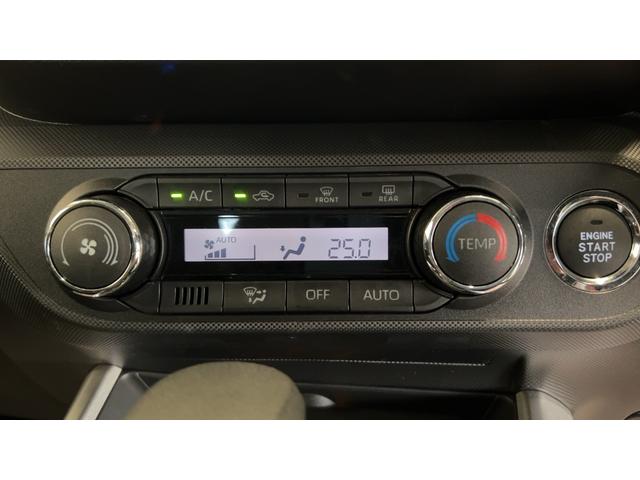 A/C
FRONT
REAR
AUTO
25.0
TEMP
ENGINE
START
STOP
OFF
AUTO